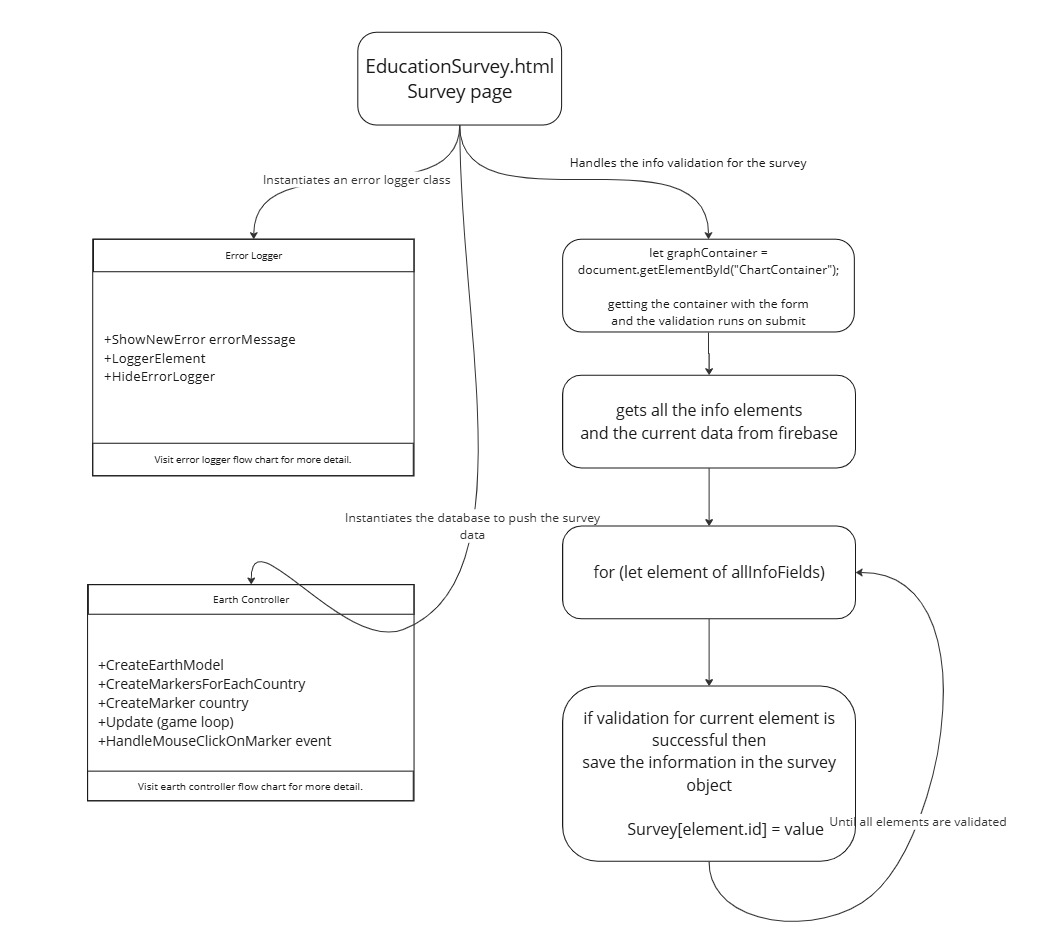 EducationSurvey.html
Survey page
Handles the info validation for the survey
Instantiates an error logger class
Error Logger
+ShowNewError errorMessage
+LoggerElement
+HideErrorLogger
Visit error logger flow chart for more detail.
let graphContainer =
document.getElementById("ChartContainer");
getting the container with the form
and the validation runs on submit
gets all the info elements
and the current data from firebase
Instantiates the database to push the survey
data
for (let element of allInfoFields)
Earth Controller
+CreateEarthModel
+CreateMarkersForEachCountry
+CreateMarker country
+Update (game loop)
+HandleMouseClickOnMarker event
Visit earth controller flow chart for more detail.
if validation for current element is
successful then
save the information in the survey
object
Survey[element.id] = value
Until all elements are validated